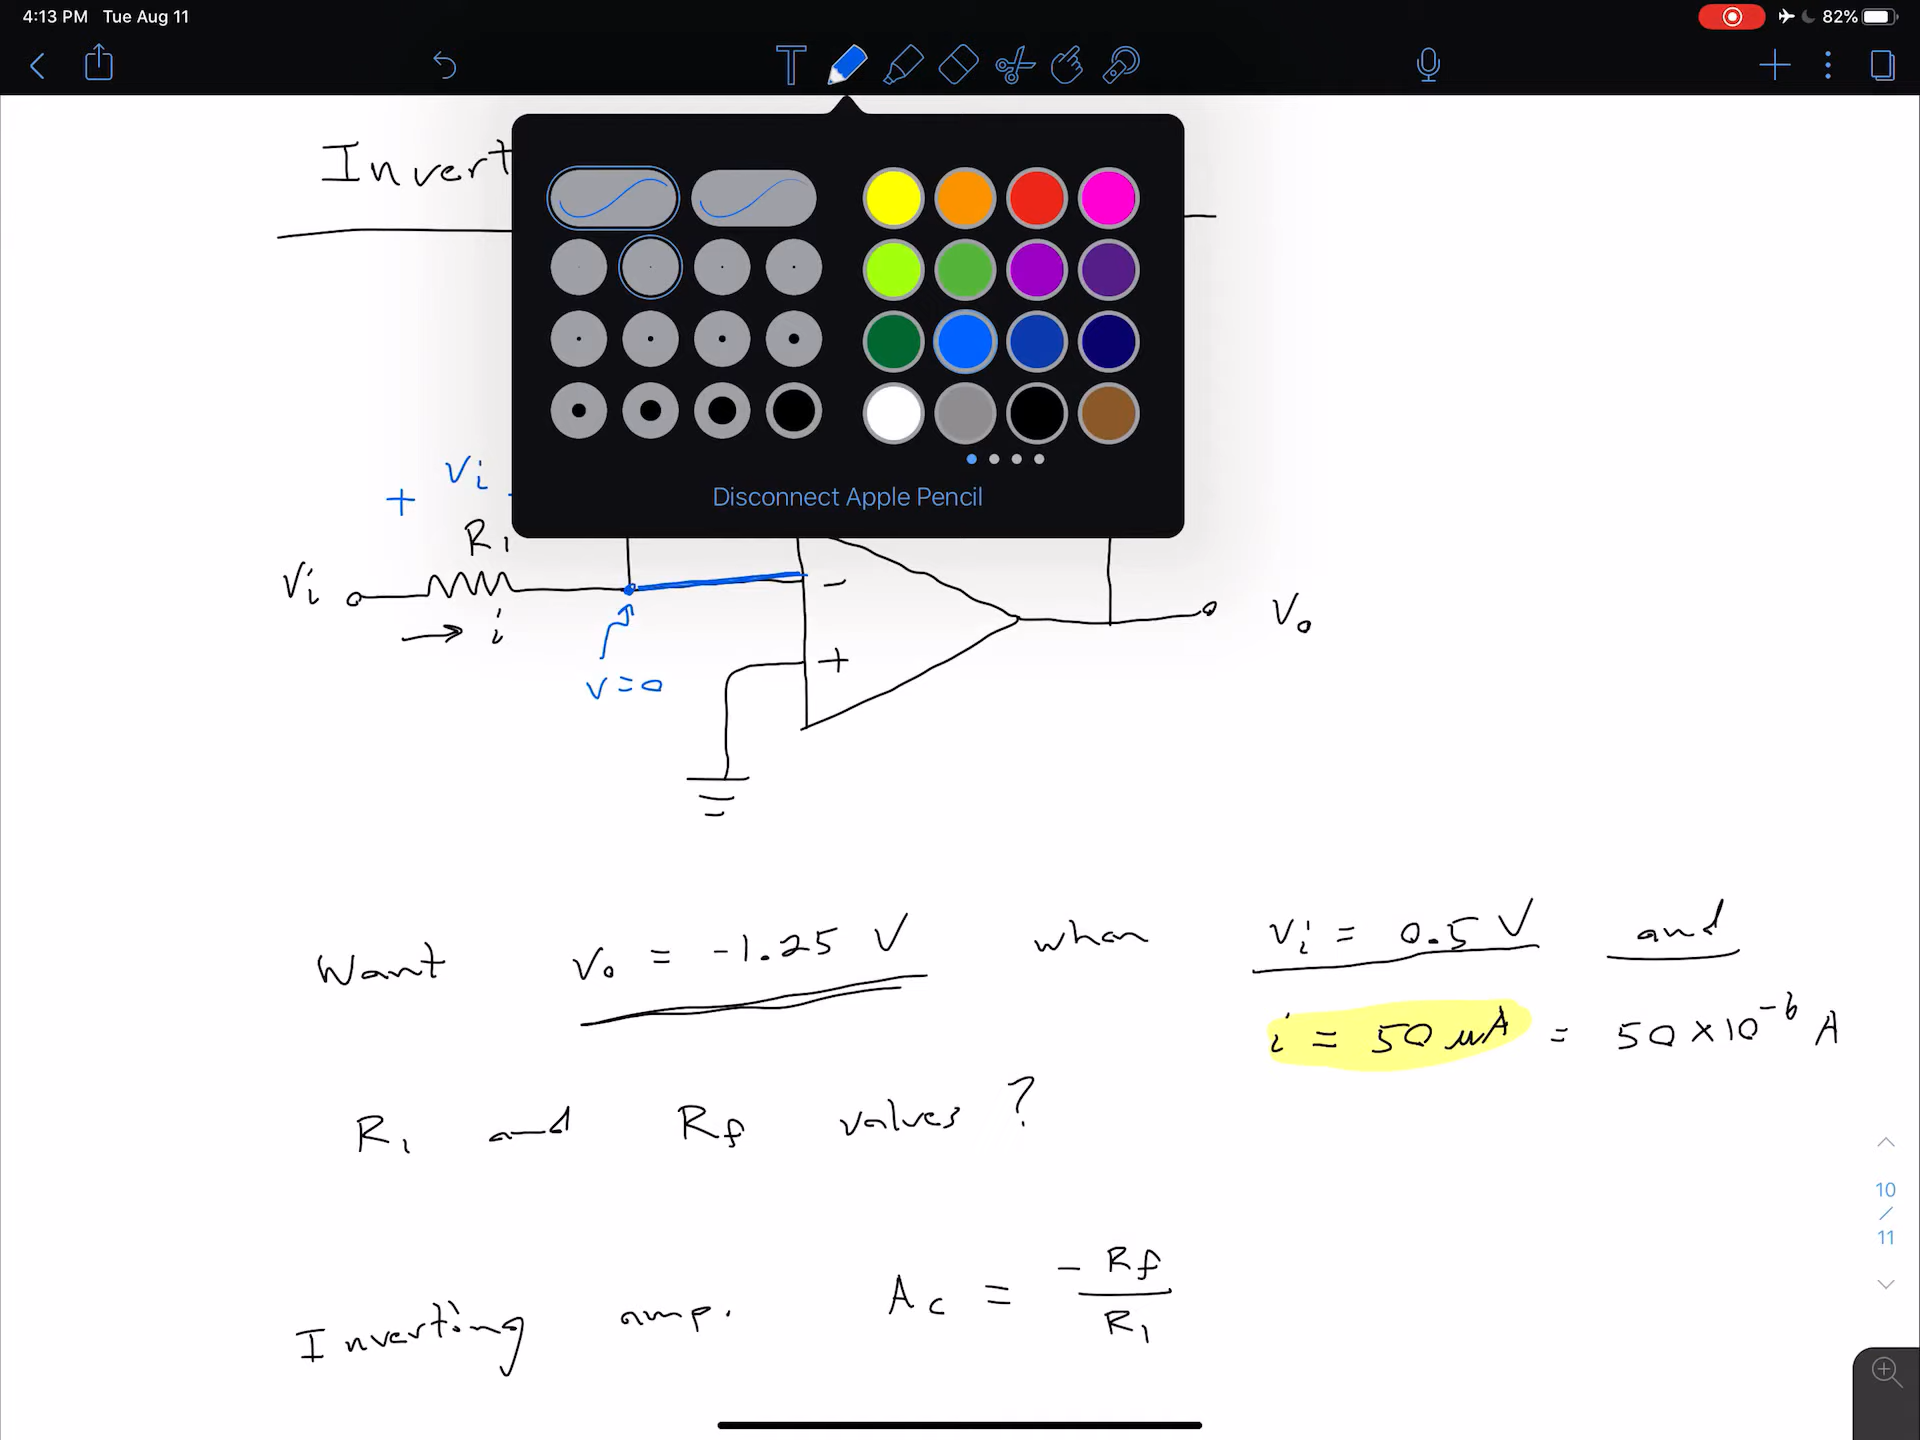 4:13 PM Tue Aug 11 82%
T
Invert
Disconnect Apple Pencil
+ Vi -
R1
Vi
i
v=0
-
+
Vo
Want vo = -1.25 V when vi = 0.5 V and
i = 50 μA = 50 × 10^-6 A
R1 and Rf values?
10
/
11
Inverting amp. Ac = -Rf/R1